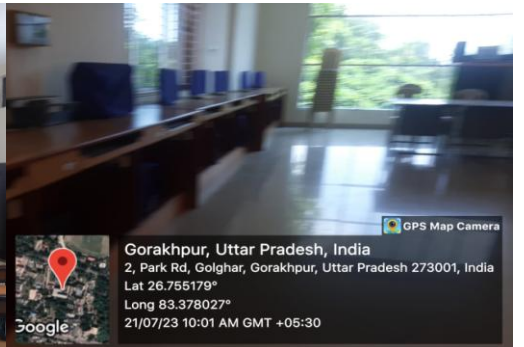 GPS Map Camera
Gorakhpur, Uttar Pradesh, India
2, Park Rd, Golghar, Gorakhpur, Uttar Pradesh 273001, India
Lat 26.755179°
Long 83.378027°
21/07/23 10:01 AM GMT +05:30
Google